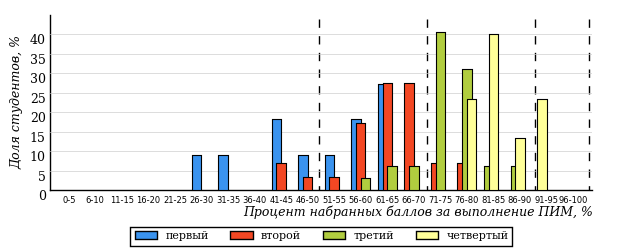 Доля студентов, %
40
35
30
25
20
15
10
5
0
0-5 6-10 11-15 16-20 21-25 26-30 31-35 36-40 41-45 46-50 51-55 56-60 61-65 66-70 71-75 76-80 81-85 86-90 91-95 96-100
Процент набранных баллов за выполнение ПИМ, %
первый второй третий четвертый